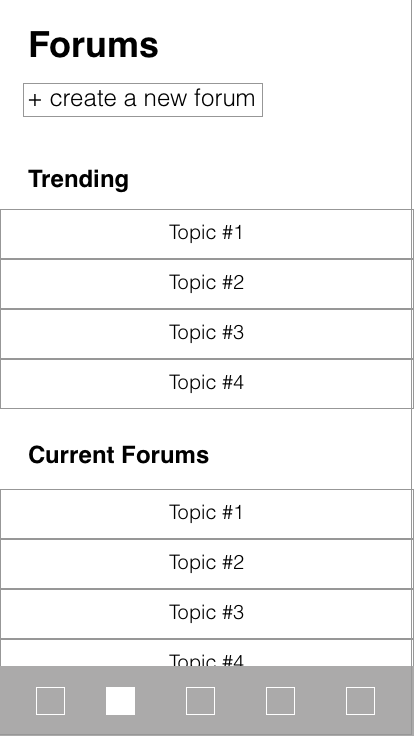 Forums
+ create a new forum
Trending
Topic #1
Topic #2
Topic #3
Topic #4
Current Forums
Topic #1
Topic #2
Topic #3
Topic #4